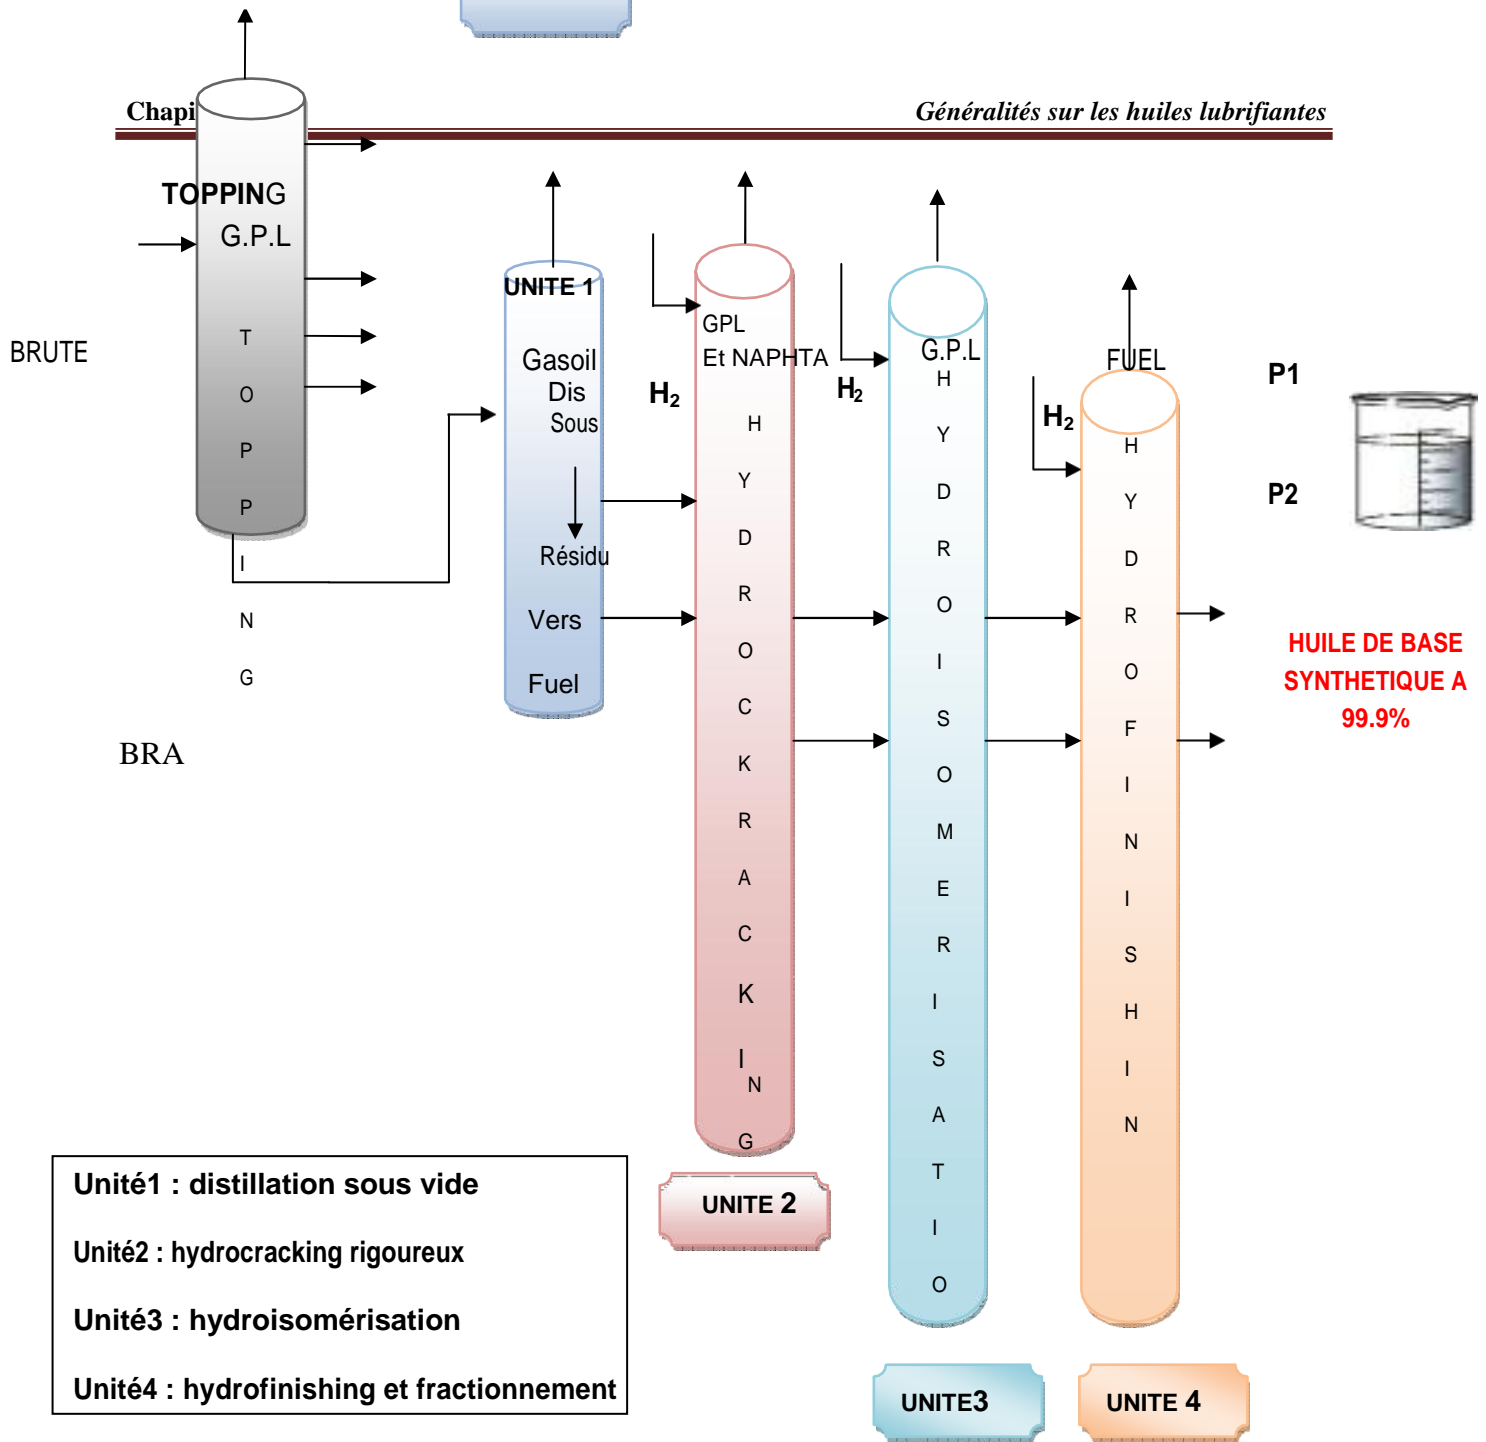 Chapi
Généralités sur les huiles lubrifiantes
TOPPING
G.P.L
BRUTE
T
O
P
P
I
N
G
BRA
UNITE 1
Gasoil
Dis
Sous
Résidu
Vers
Fuel
H2
GPL
Et NAPHTA
H
Y
D
R
O
C
K
R
A
C
K
I
N
G
UNITE 2
H2
G.P.L
H
Y
D
R
O
I
S
O
M
E
R
I
S
A
T
I
O
UNITE3
H2
FUEL
H
Y
D
R
O
F
I
N
I
S
H
I
N
UNITE 4
P1
P2
HUILE DE BASE
SYNTHETIQUE A
99.9%
Unité1 : distillation sous vide
Unité2 : hydrocracking rigoureux
Unité3 : hydroisomérisation
Unité4 : hydrofinishing et fractionnement